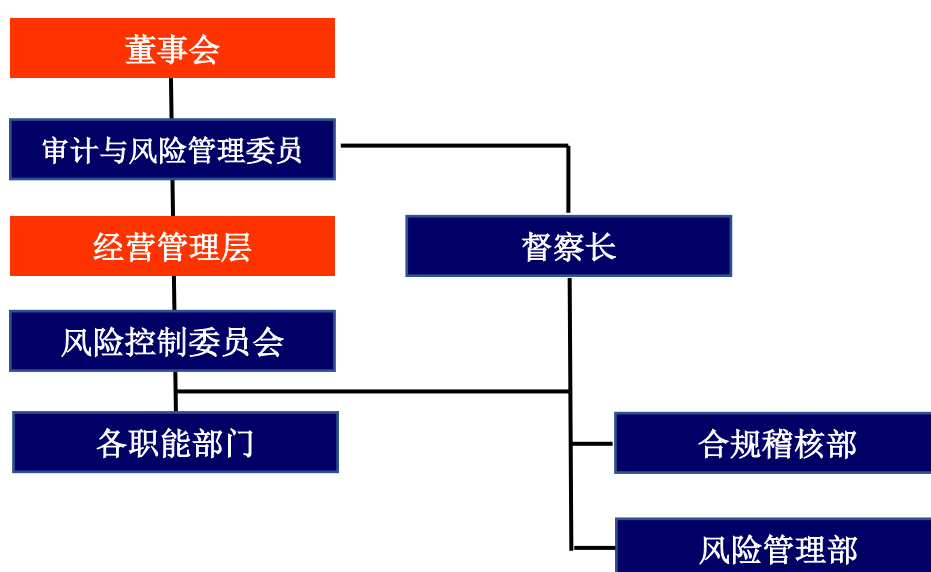 董事会
审计与风险管理委员
经营管理层
督察长
风险控制委员会
各职能部门
合规稽核部
风险管理部